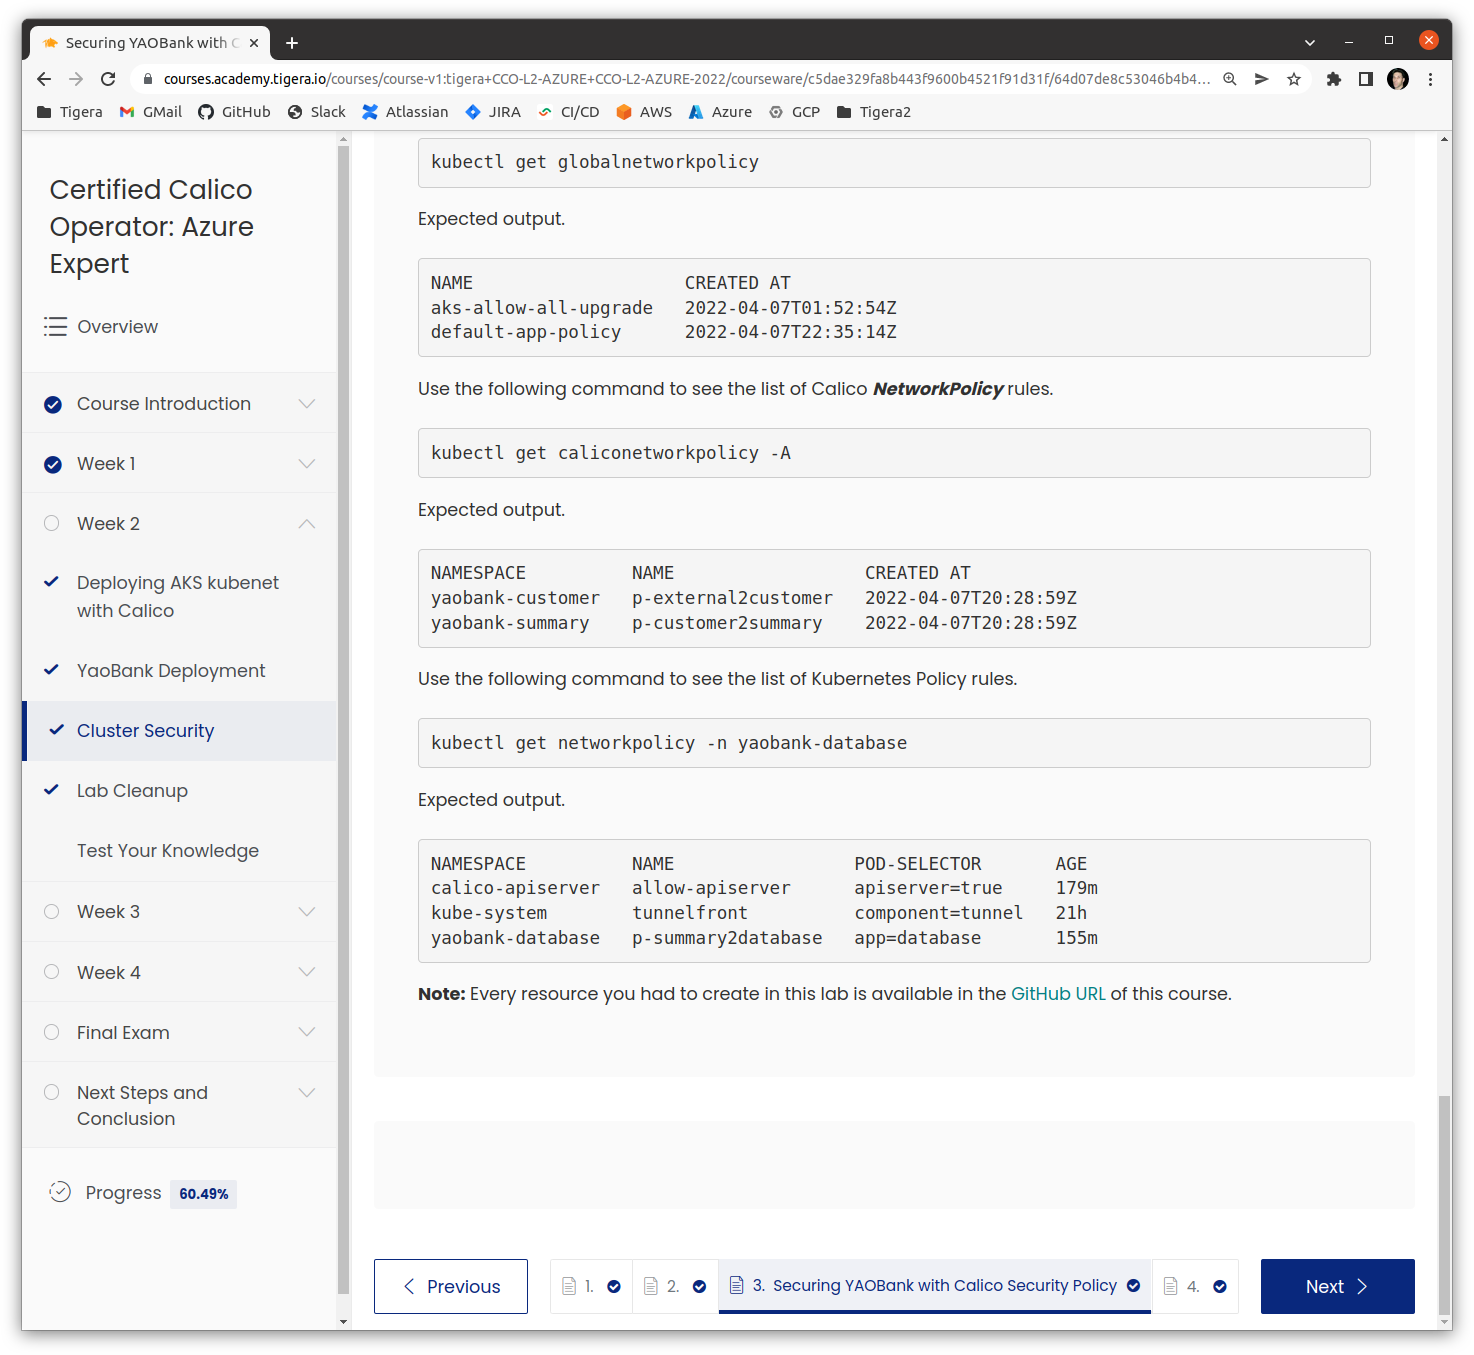 Securing YAOBank with C
courses.academy.tigera.io/courses/course-v1:tigera+CCO-L2-AZURE+CCO-L2-AZURE-2022/courseware/c5dae329fa8b443f9600b4521f91d31f/64d07de8c53046b4b4...
Tigera GMail GitHub Slack Atlassian JIRA CI/CD AWS Azure GCP Tigera2
Certified Calico
Operator: Azure
Expert
Overview
Course Introduction
Week 1
Week 2
Deploying AKS kubenet
with Calico
YaoBank Deployment
Cluster Security
Lab Cleanup
Test Your Knowledge
Week 3
Week 4
Final Exam
Next Steps and
Conclusion
Progress 60.49%
kubectl get globalnetworkpolicy
Expected output.
NAME CREATED AT
aks-allow-all-upgrade 2022-04-07T01:52:54Z
default-app-policy 2022-04-07T22:35:14Z
Use the following command to see the list of Calico NetworkPolicy rules.
kubectl get caliconetworkpolicy -A
Expected output.
NAMESPACE NAME CREATED AT
yaobank-customer p-external2customer 2022-04-07T20:28:59Z
yaobank-summary p-customer2summary 2022-04-07T20:28:59Z
Use the following command to see the list of Kubernetes Policy rules.
kubectl get networkpolicy -n yaobank-database
Expected output.
NAMESPACE NAME POD-SELECTOR AGE
calico-apiserver allow-apiserver apiserver=true 179m
kube-system tunnelfront component=tunnel 21h
yaobank-database p-summary2database app=database 155m
Note: Every resource you had to create in this lab is available in the GitHub URL of this course.
Previous 1. 2. 3. Securing YAOBank with Calico Security Policy 4. Next